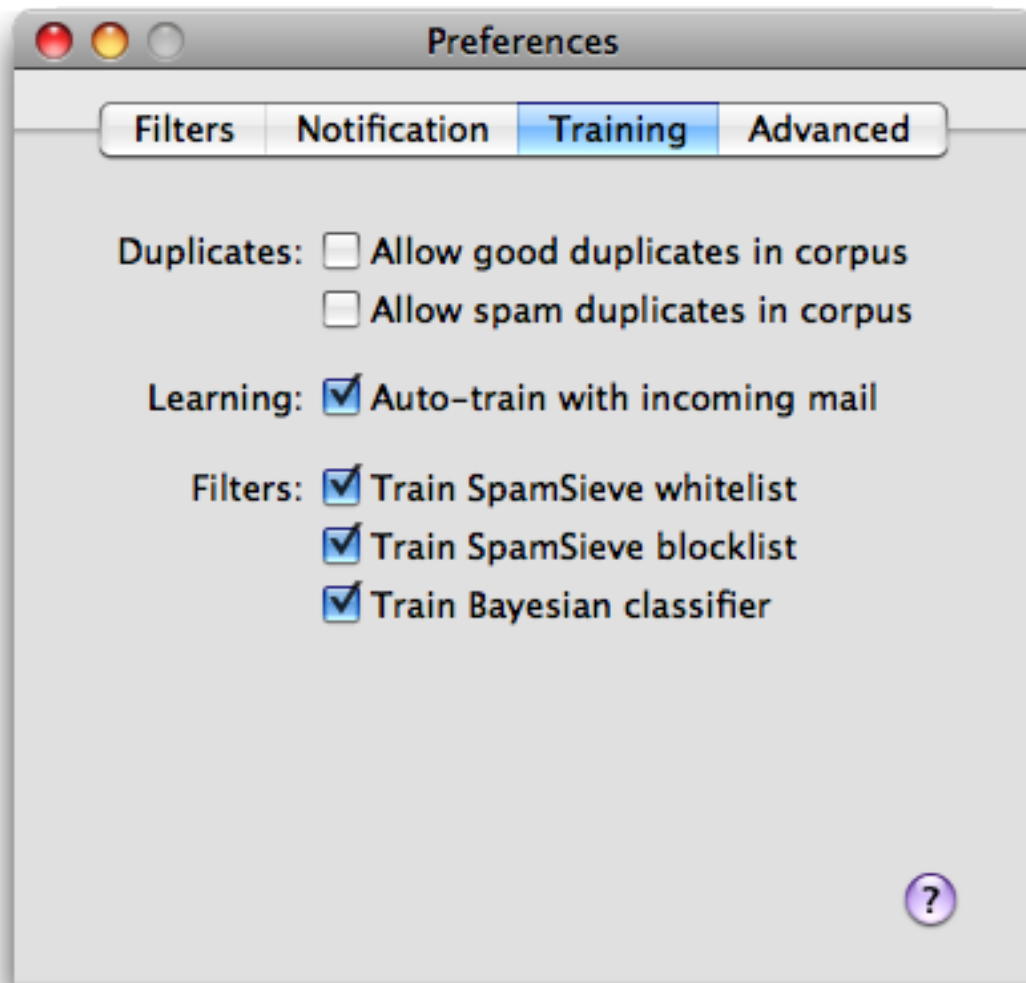 Preferences
Filters Notification Training Advanced
Duplicates: Allow good duplicates in corpus
Allow spam duplicates in corpus
Learning: Auto-train with incoming mail
Filters: Train SpamSieve whitelist
Train SpamSieve blocklist
Train Bayesian classifier
?